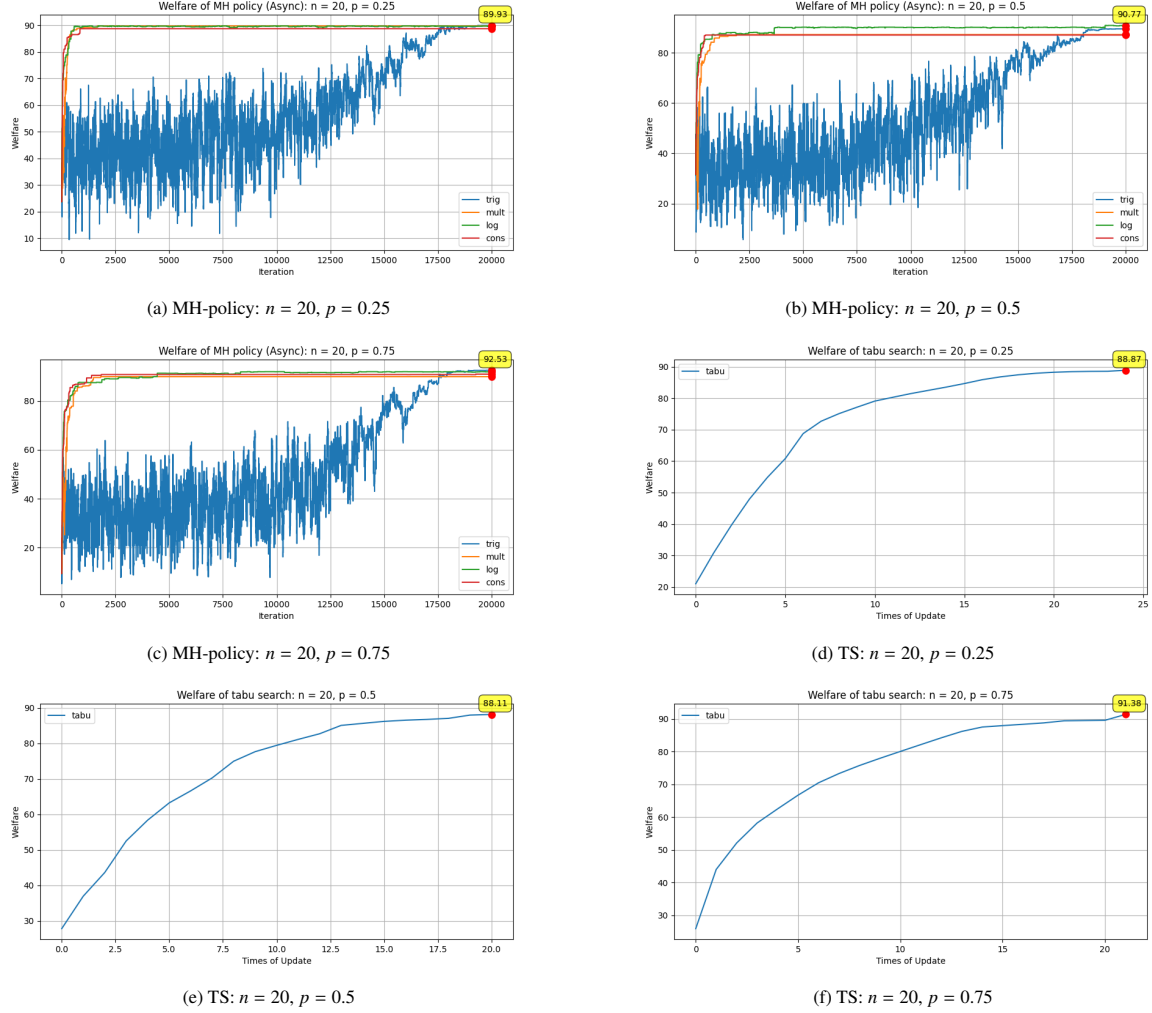 Welfare of MH policy (Async): n = 20, p = 0.25
89.93
90
80
70
60
50
40
30
20
10
Welfare
trig
mult
log
cons
0 2500 5000 7500 10000 12500 15000 17500 20000
Iteration
(a) MH-policy: n = 20, p = 0.25
Welfare of MH policy (Async): n = 20, p = 0.5
90.77
80
60
40
20
Welfare
trig
mult
log
cons
0 2500 5000 7500 10000 12500 15000 17500 20000
Iteration
(b) MH-policy: n = 20, p = 0.5
Welfare of MH policy (Async): n = 20, p = 0.75
92.53
80
60
40
20
Welfare
trig
mult
log
cons
0 2500 5000 7500 10000 12500 15000 17500 20000
Iteration
(c) MH-policy: n = 20, p = 0.75
Welfare of tabu search: n = 20, p = 0.25
88.87
tabu
90
80
70
60
50
40
30
20
Welfare
0 5 10 15 20 25
Times of Update
(d) TS: n = 20, p = 0.25
Welfare of tabu search: n = 20, p = 0.5
88.11
tabu
90
80
70
60
50
40
30
Welfare
0.0 2.5 5.0 7.5 10.0 12.5 15.0 17.5 20.0
Times of Update
(e) TS: n = 20, p = 0.5
Welfare of tabu search: n = 20, p = 0.75
91.38
tabu
90
80
70
60
50
40
30
Welfare
0 5 10 15 20
Times of Update
(f) TS: n = 20, p = 0.75